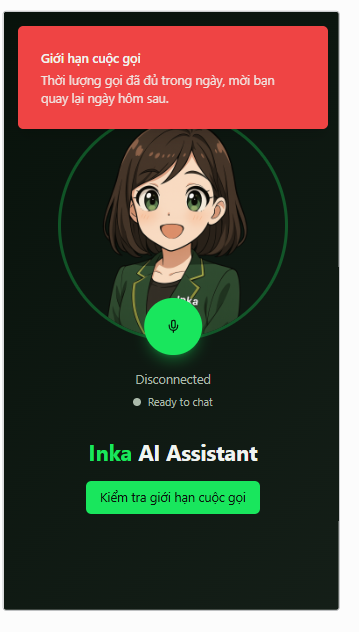 Giới hạn cuộc gọi
Thời lượng gọi đã đủ trong ngày, mời bạn
quay lại ngày hôm sau.
Inka
Disconnected
Ready to chat
Inka AI Assistant
Kiểm tra giới hạn cuộc gọi